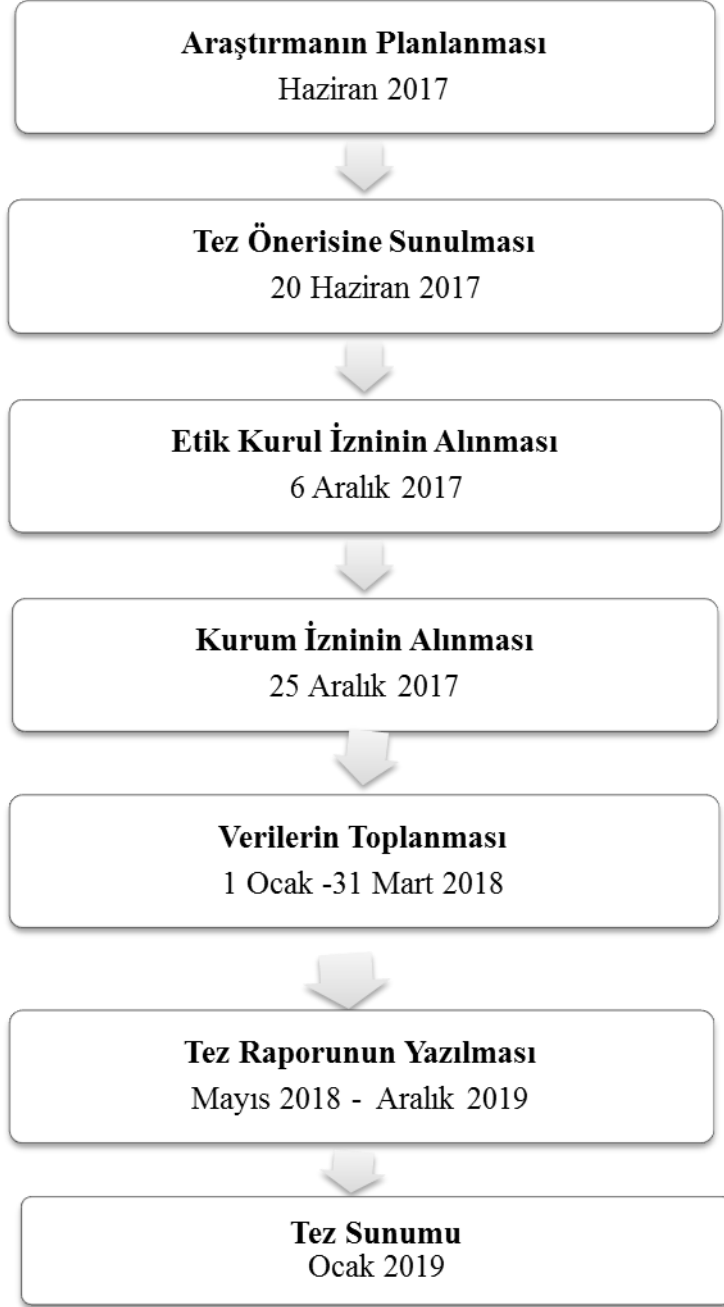 Araştırmanın Planlanması
Haziran 2017
Tez Önerisine Sunulması
20 Haziran 2017
Etik Kurul İzninin Alınması
6 Aralık 2017
Kurum İzninin Alınması
25 Aralık 2017
Verilerin Toplanması
1 Ocak -31 Mart 2018
Tez Raporunun Yazılması
Mayıs 2018 - Aralık 2019
Tez Sunumu
Ocak 2019